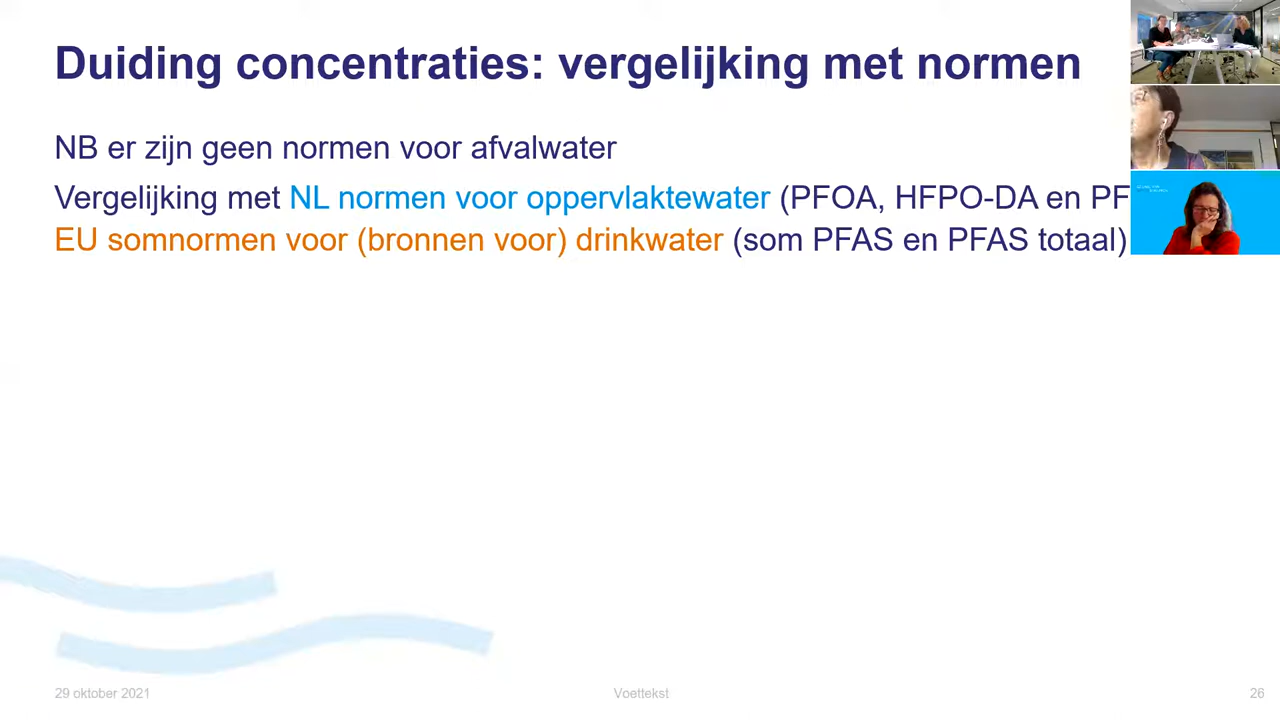 Duiding concentraties: vergelijking met normen
NB er zijn geen normen voor afvalwater
Vergelijking met NL normen voor oppervlaktewater (PFOA, HFPO-DA en PF
EU somnormen voor (bronnen voor) drinkwater (som PFAS en PFAS totaal)
29 oktober 2021
Voettekst
26